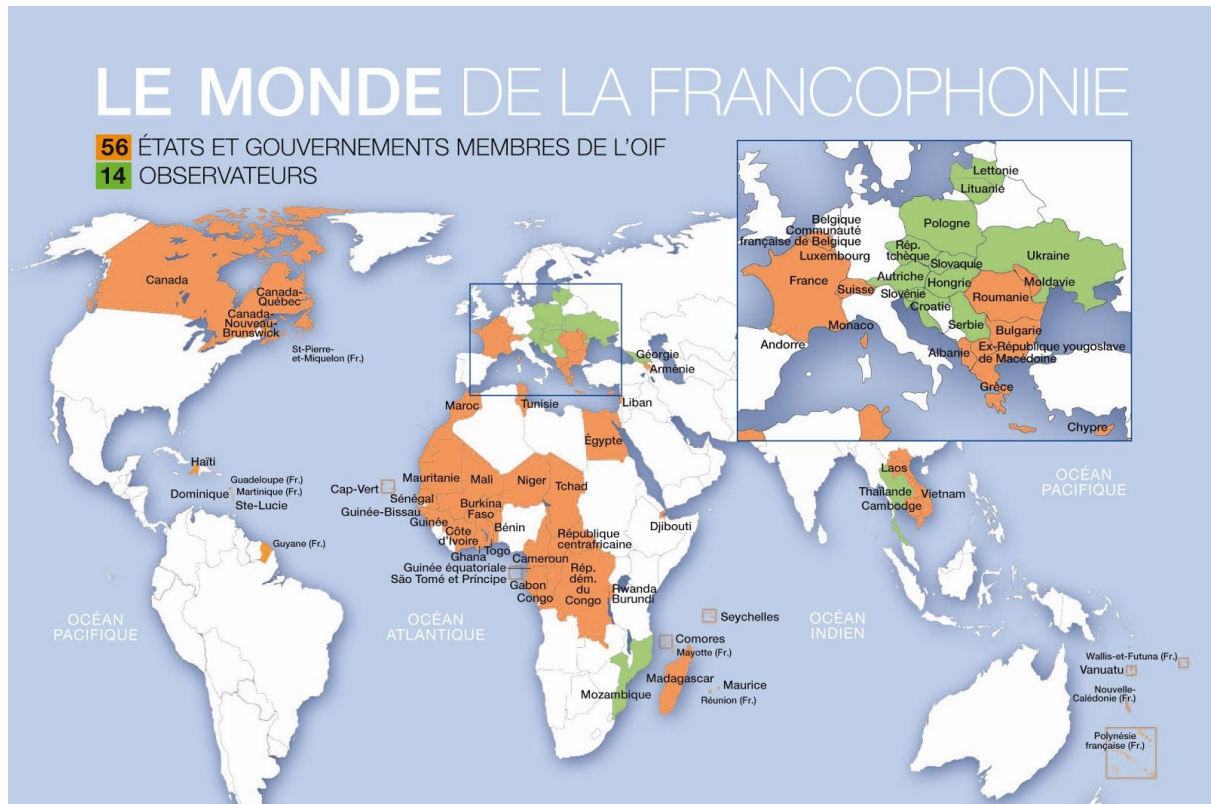 LE MONDE DE LA FRANCOPHONIE
56 ÉTATS ET GOUVERNEMENTS MEMBRES DE L'OIF
14 OBSERVATEURS
Canada
Canada-
Québec
Canada-
Nouveau-
Brunswick
St-Pierre-
et-Miquelon (Fr.)
Haïti
Guadeloupe (Fr.)
Martinique (Fr.)
Dominique
Ste-Lucie
Guyane (Fr.)
OCÉAN
PACIFIQUE
OCÉAN
ATLANTIQUE
Géorgie
Arménie
Liban
Maroc
Tunisie
Égypte
Mauritanie
Mali
Niger
Tchad
Cap-Vert
Sénégal
Guinée-Bissau
Guinée
Burkina
Faso
Côte
d'Ivoire
Bénin
Togo
Ghana
Djibouti
République
centrafricaine
Cameroun
Guinée équatoriale
São Tomé et Príncipe
Gabon
Congo
Rép.
dém.
du
Congo
Rwanda
Burundi
Seychelles
Comores
Mayotte (Fr.)
Madagascar
Maurice
Réunion (Fr.)
Mozambique
OCÉAN
INDIEN
Lettonie
Lituanie
Pologne
Belgique
Communauté
française de Belgique
Luxembourg
Rép.
tchèque
Slovaquie
Ukraine
France
Suisse
Autriche
Hongrie
Moldavie
Slovénie
Roumanie
Croatie
Serbie
Monaco
Bulgarie
Andorre
Albanie
Ex-République yougoslave
de Macédoine
Grèce
Chypre
Laos
Thaïlande
Vietnam
Cambodge
OCÉAN
PACIFIQUE
Wallis-et-Futuna (Fr.)
Vanuatu
Nouvelle-
Calédonie (Fr.)
Polynésie
française (Fr.)